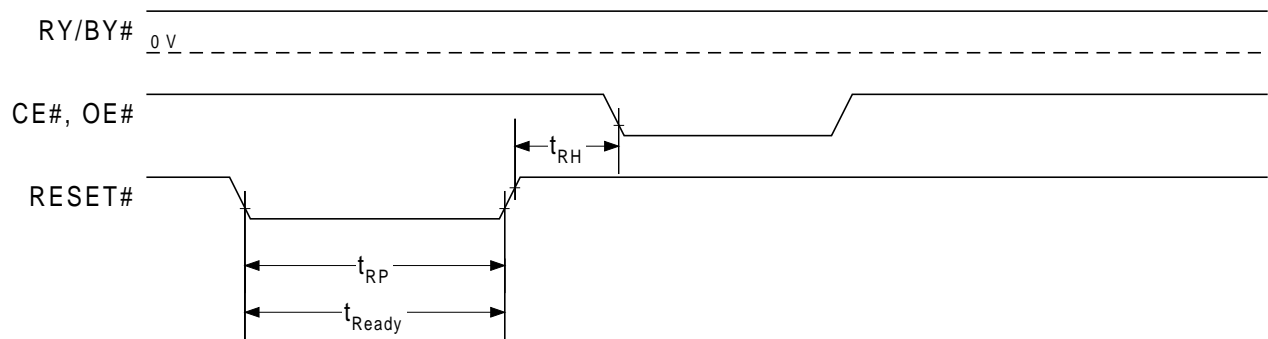 RY/BY#
0 V
CE#, OE#
tRH
RESET#
tRP
tReady